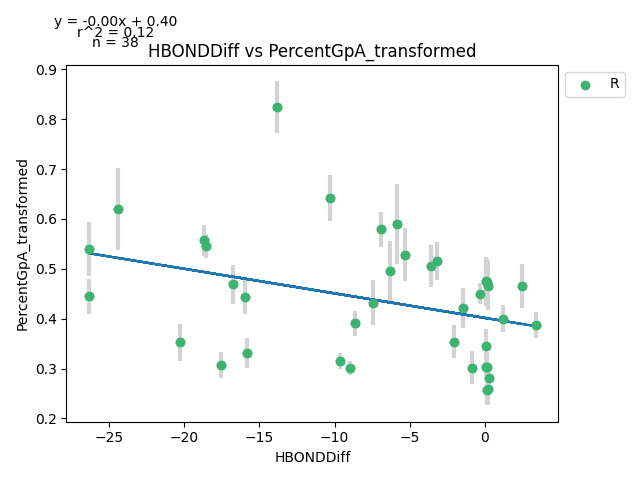 y = -0.00x + 0.40
r^2 = 0.12
n = 38
HBONDDiff vs PercentGpA_transformed
R
PercentGpA_transformed
0.9
0.8
0.7
0.6
0.5
0.4
0.3
0.2
−25
−20
−15
−10
−5
0
HBONDDiff